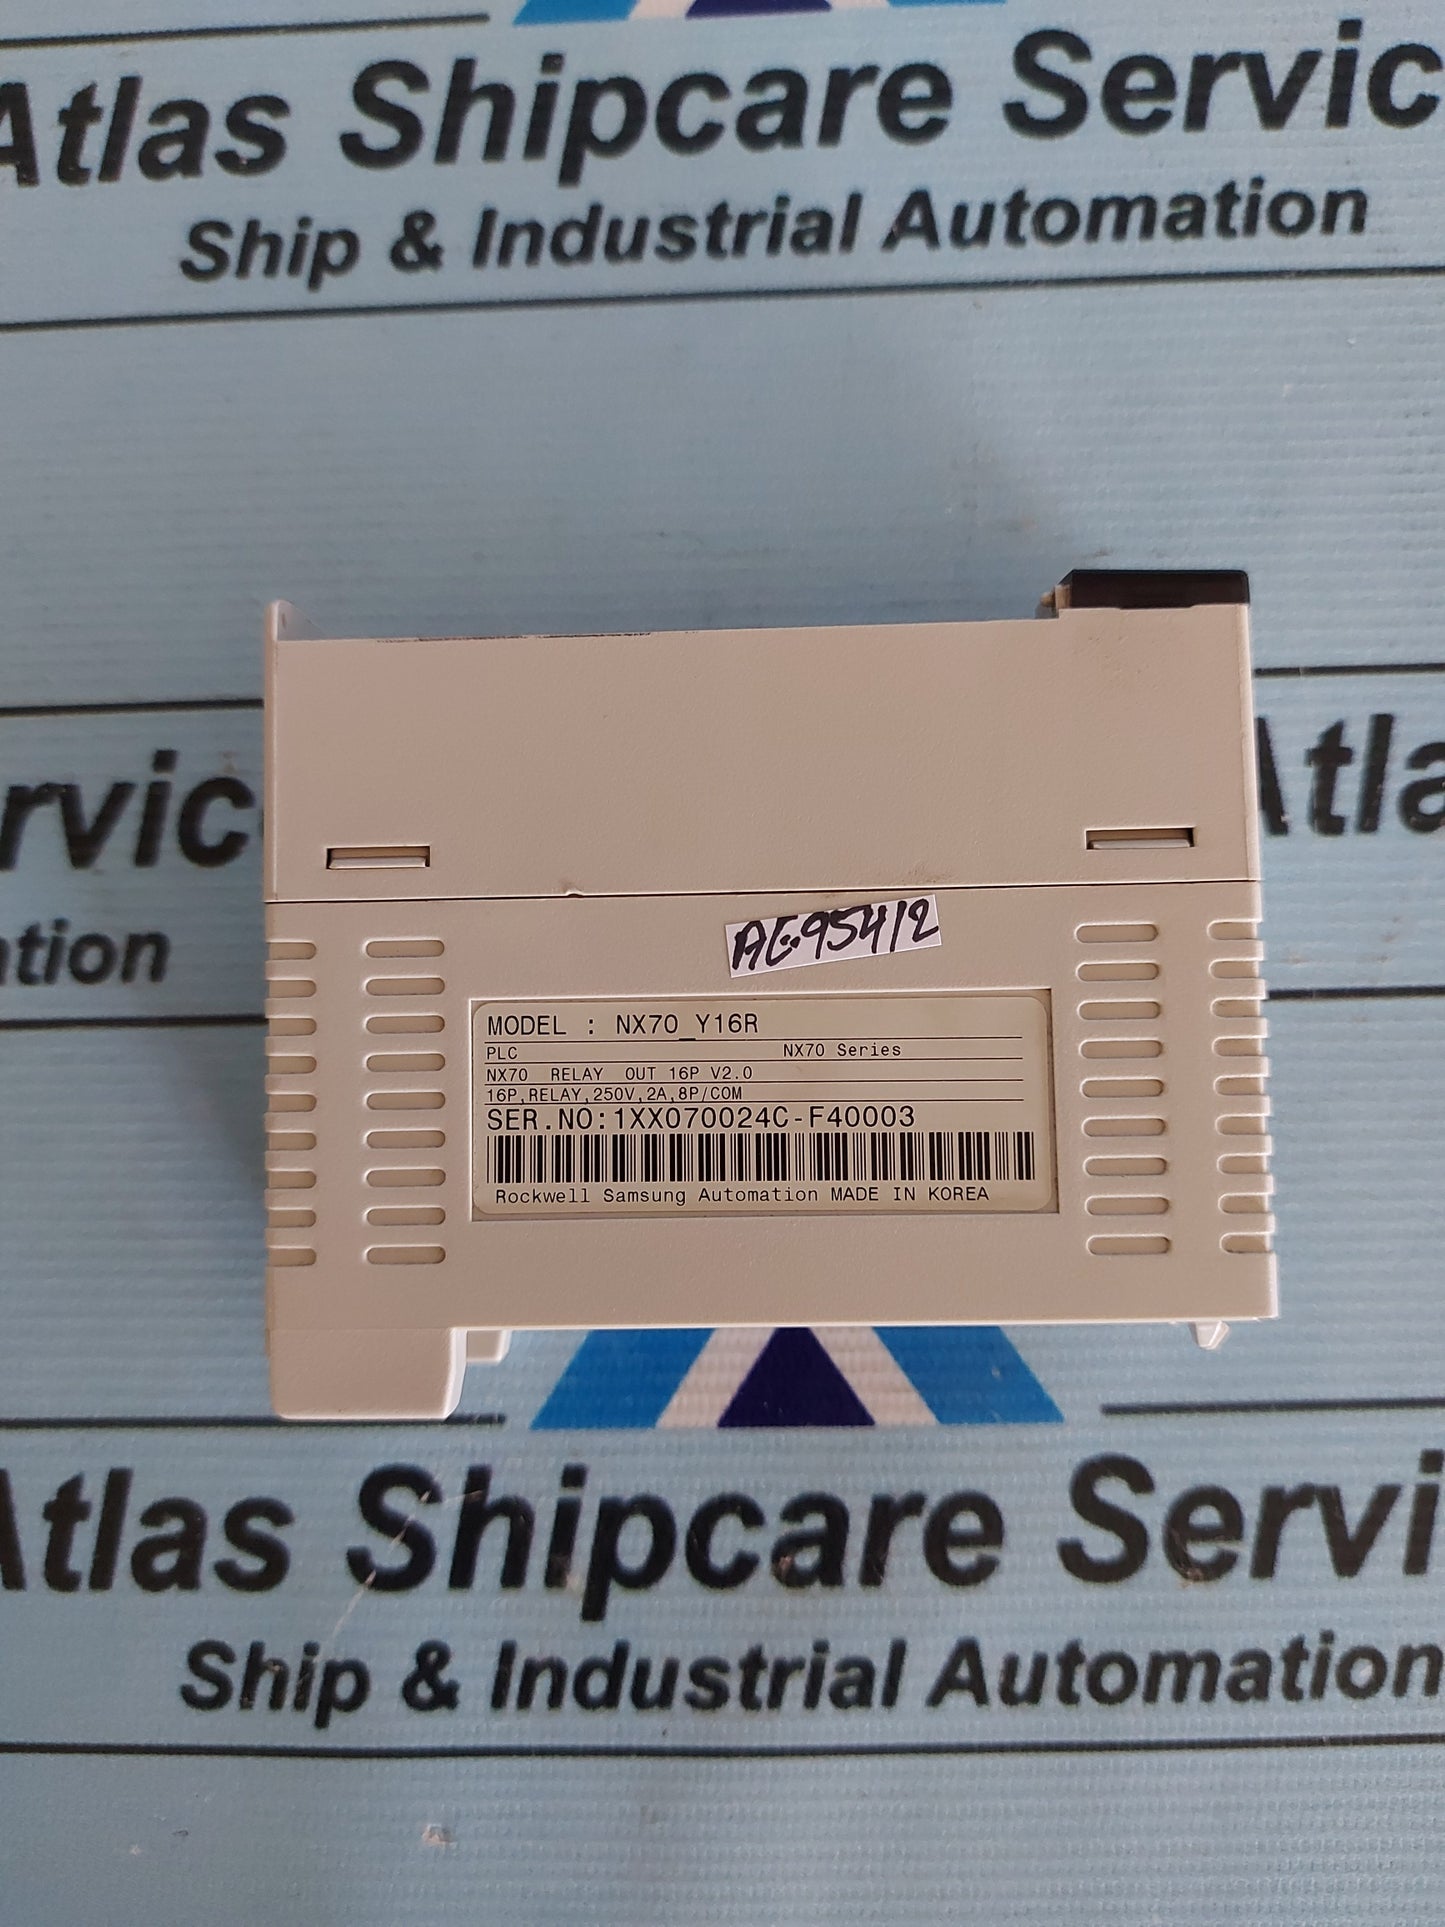 Atlas Shipcare Servic
Ship & Industrial Automation
rvic
Atla
ation
AE95412
MODEL : NX70_Y16R
PLC NX70 Series
NX70 RELAY OUT 16P V2.0
16P,RELAY,250V,2A,8P/COM
SER.NO:1XX070024C-F40003
Rockwell Samsung Automation MADE IN KOREA
Atlas Shipcare Servi
Ship & Industrial Automation